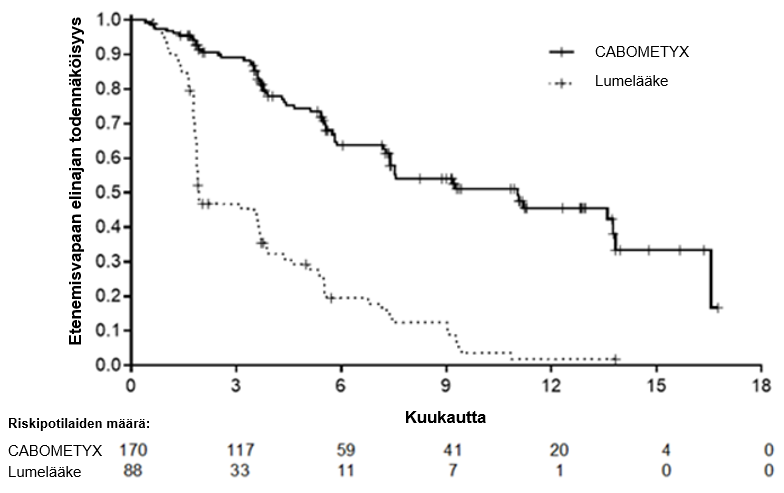 Etenemisvapaan elinajan todennäköisyys
1.0
0.9
0.8
0.7
0.6
0.5
0.4
0.3
0.2
0.1
0.0
CABOMETYX
Lumelääke
0 3 6 9 12 15 18
Kuukautta
Riskipotilaiden määrä:
CABOMETYX 170 117 59 41 20 4 0
Lumelääke 88 33 11 7 1 0 0